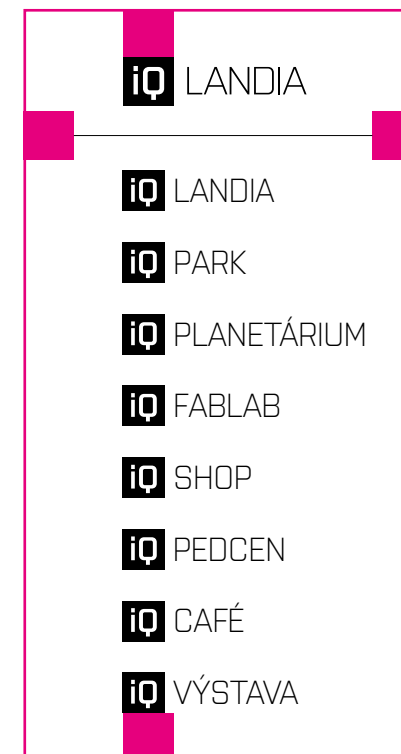 iQ LANDIA
iQ LANDIA
iQ PARK
iQ PLANETÁRIUM
iQ FABLAB
iQ SHOP
iQ PEDCEN
iQ CAFÉ
iQ VÝSTAVA